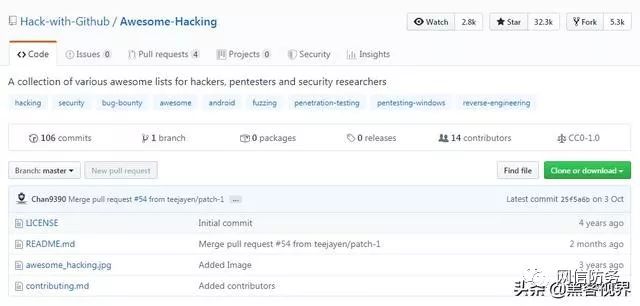 Hack-with-Github / Awesome-Hacking
Watch 2.8k Star 32.3k Fork 5.3k
Code Issues 0 Pull requests 4 Projects 0 Security Insights
A collection of various awesome lists for hackers, pentesters and security researchers
hacking security bug-bounty awesome android fuzzing penetration-testing pentesting-windows reverse-engineering
106 commits 1 branch 0 packages 0 releases 14 contributors CC0-1.0
Branch: master New pull request Find file Clone or download
Chan9390 Merge pull request #54 from teejayen/patch-1 ... Latest commit 25f5a6b on 3 Oct
LICENSE Initial commit 4 years ago
README.md Merge pull request #54 from teejayen/patch-1 2 months ago
awesome_hacking.jpg Added Image 3 years ago
contributing.md Added contributors
网信防务
头条 @黑客视界